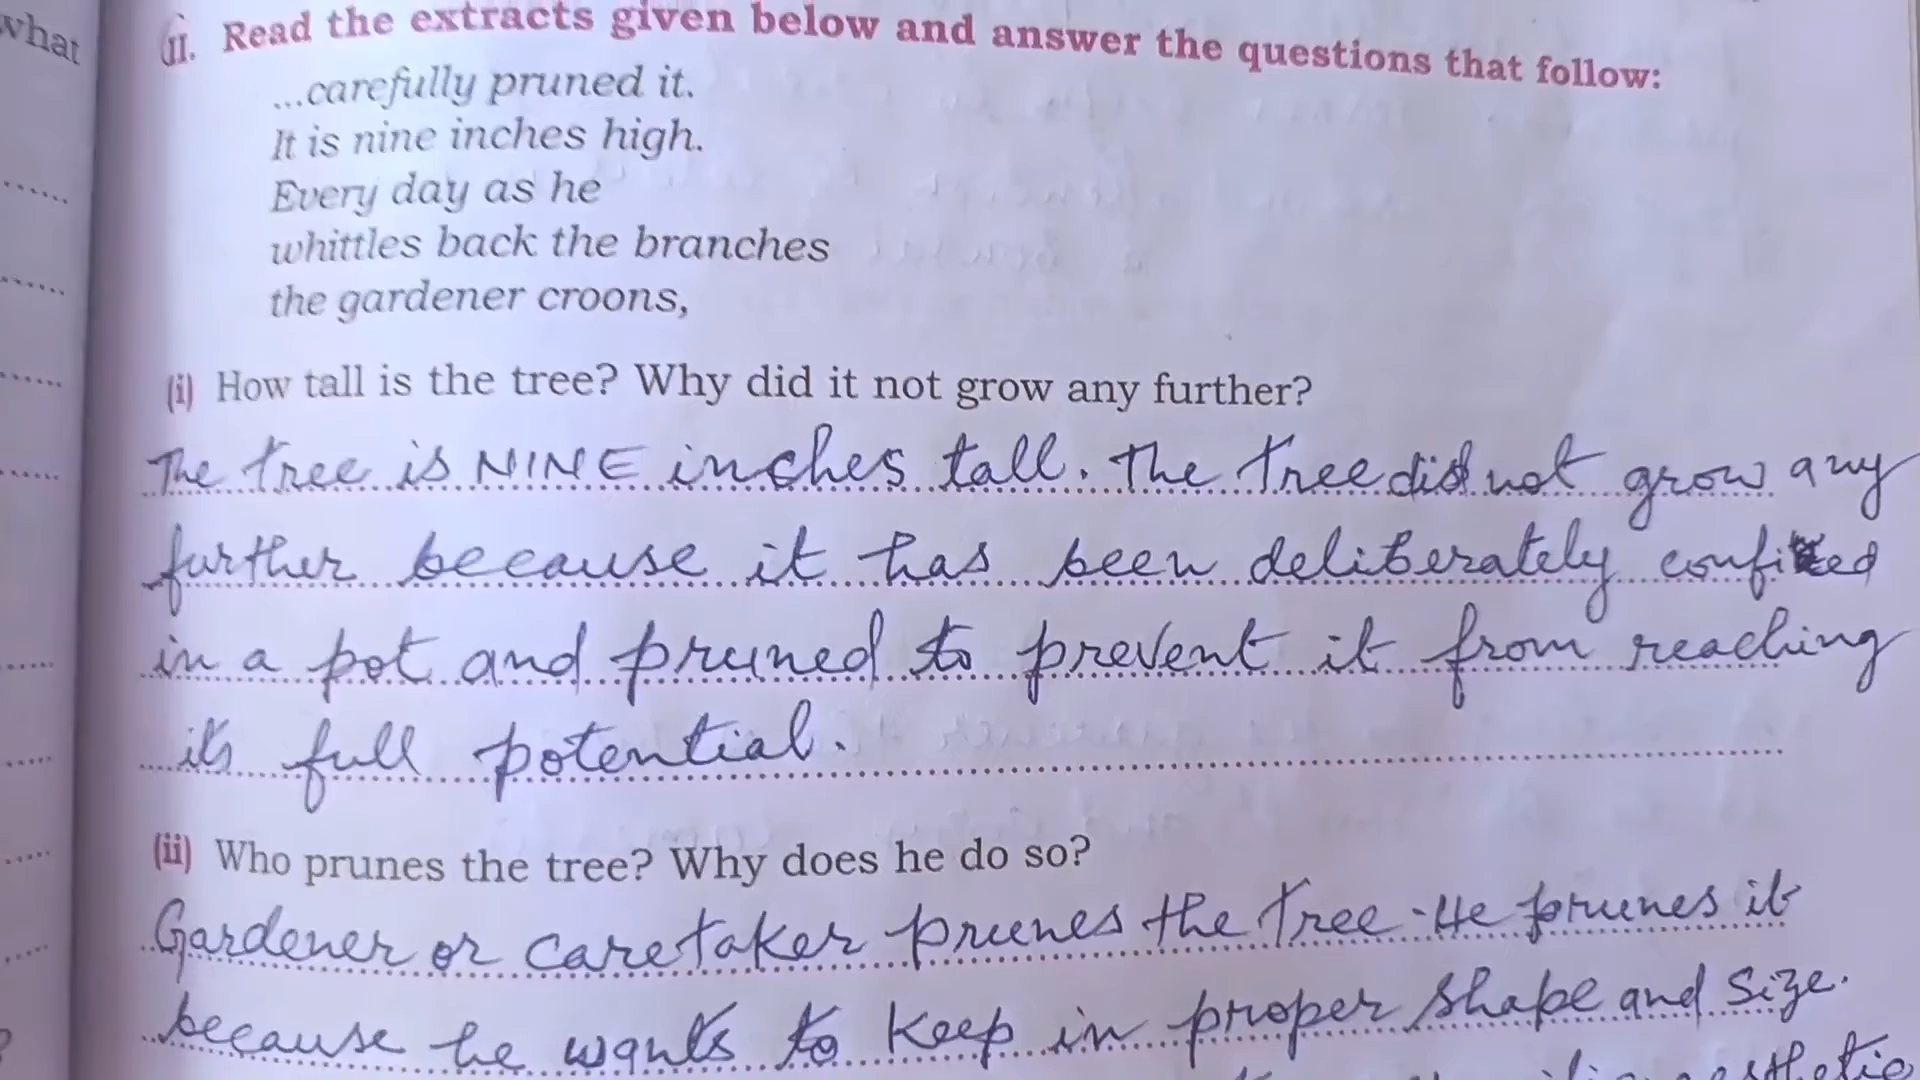 what
ii. Read the extracts given below and answer the questions that follow:
...carefully pruned it.
It is nine inches high.
Every day as he
whittles back the branches
the gardener croons,
(i) How tall is the tree? Why did it not grow any further?
The tree is NINE inches tall. The tree did not grow any
further because it has been deliberately confined
in a pot and pruned to prevent it from reaching
its full potential.
(ii) Who prunes the tree? Why does he do so?
Gardener or caretaker prunes the tree. He prunes it
because he wants to keep in proper shape and size.